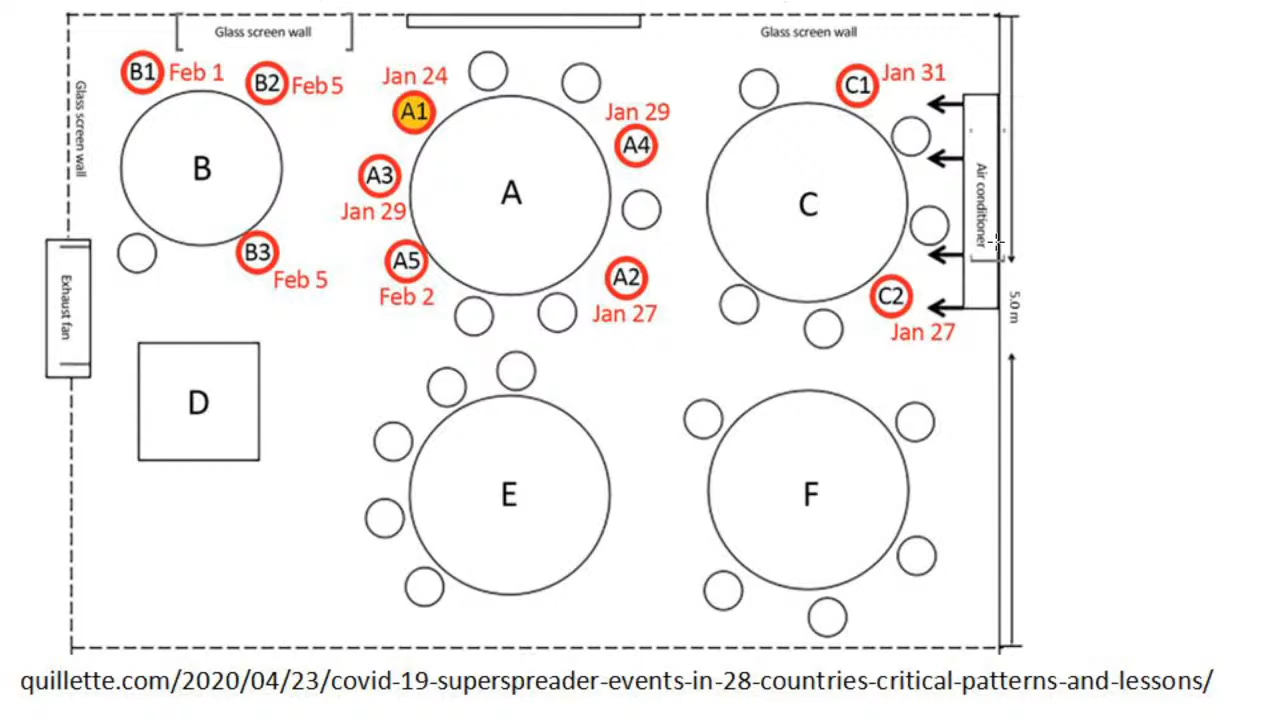 Glass screen wall
Glass screen wall
Glass screen wall
B1 Feb 1
B2 Feb 5
Jan 24
A1
Jan 29
A4
C1 Jan 31
B
A3
Jan 29
A
C
Air conditioner
B3
Feb 5
A5
Feb 2
A2
Jan 27
C2
Jan 27
Exhaust fan
5.0 m
D
E
F
quillette.com/2020/04/23/covid-19-superspreader-events-in-28-countries-critical-patterns-and-lessons/